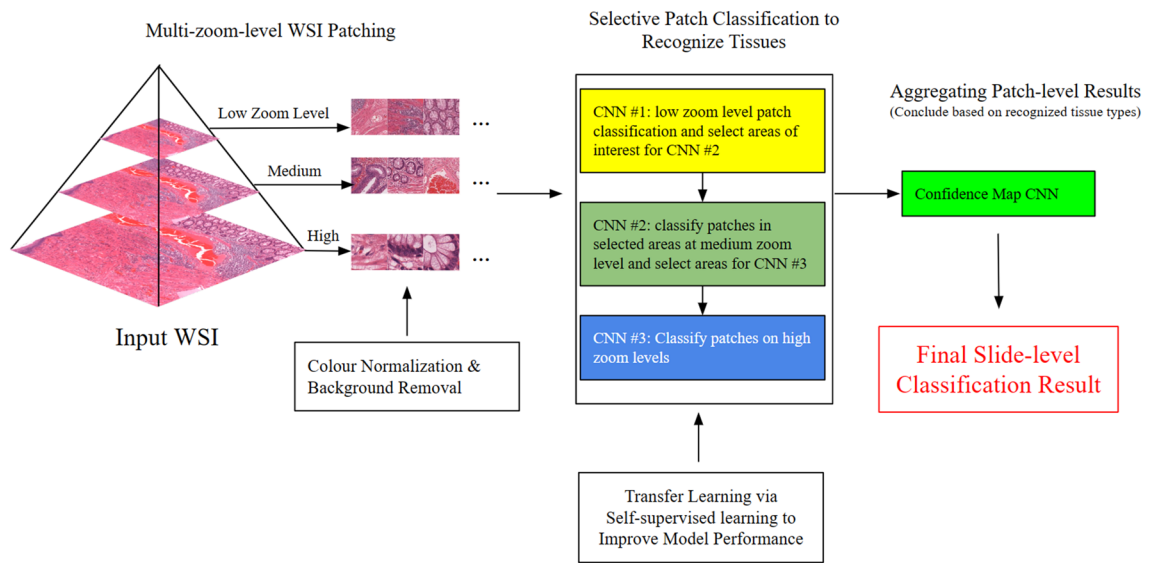 Multi-zoom-level WSI Patching
Low Zoom Level
...
Medium
...
High
...
Input WSI
Colour Normalization &
Background Removal
Selective Patch Classification to
Recognize Tissues
CNN #1: low zoom level patch
classification and select areas of
interest for CNN #2
CNN #2: classify patches in
selected areas at medium zoom
level and select areas for CNN #3
CNN #3: Classify patches on high
zoom levels
Transfer Learning via
Self-supervised learning to
Improve Model Performance
Aggregating Patch-level Results
(Conclude based on recognized tissue types)
Confidence Map CNN
Final Slide-level
Classification Result